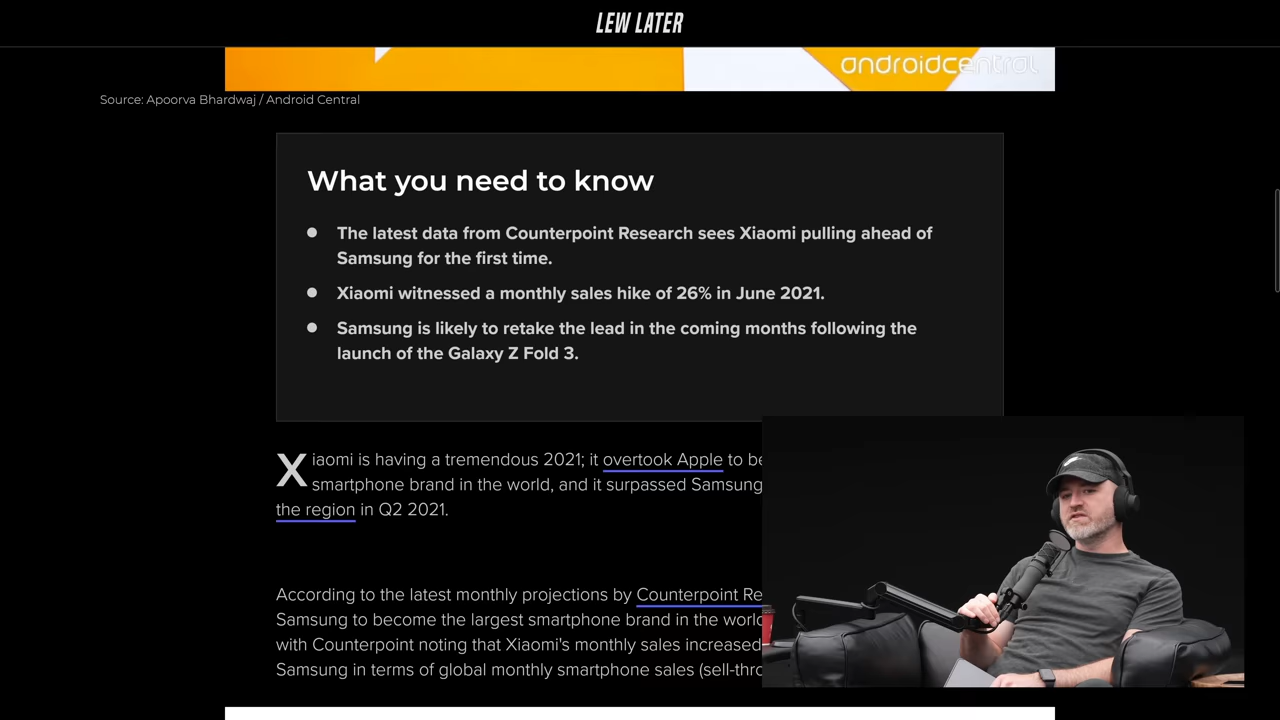 LEW LATER
androidcentral
Source: Apoorva Bhardwaj / Android Central
What you need to know
The latest data from Counterpoint Research sees Xiaomi pulling ahead of
Samsung for the first time.
Xiaomi witnessed a monthly sales hike of 26% in June 2021.
Samsung is likely to retake the lead in the coming months following the
launch of the Galaxy Z Fold 3.
Xiaomi is having a tremendous 2021; it overtook Apple to be
smartphone brand in the world, and it surpassed Samsung
the region in Q2 2021.
According to the latest monthly projections by Counterpoint Re
Samsung to become the largest smartphone brand in the world
with Counterpoint noting that Xiaomi's monthly sales increased
Samsung in terms of global monthly smartphone sales (sell-thro